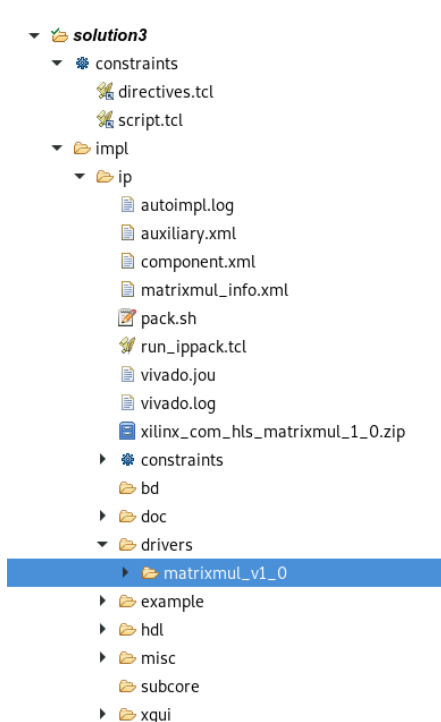 solution3
constraints
directives.tcl
script.tcl
impl
ip
autoimpl.log
auxiliary.xml
component.xml
matrixmul_info.xml
pack.sh
run_ippack.tcl
vivado.jou
vivado.log
xilinx_com_hls_matrixmul_1_0.zip
constraints
bd
doc
drivers
matrixmul_v1_0
example
hdl
misc
subcore
xgui